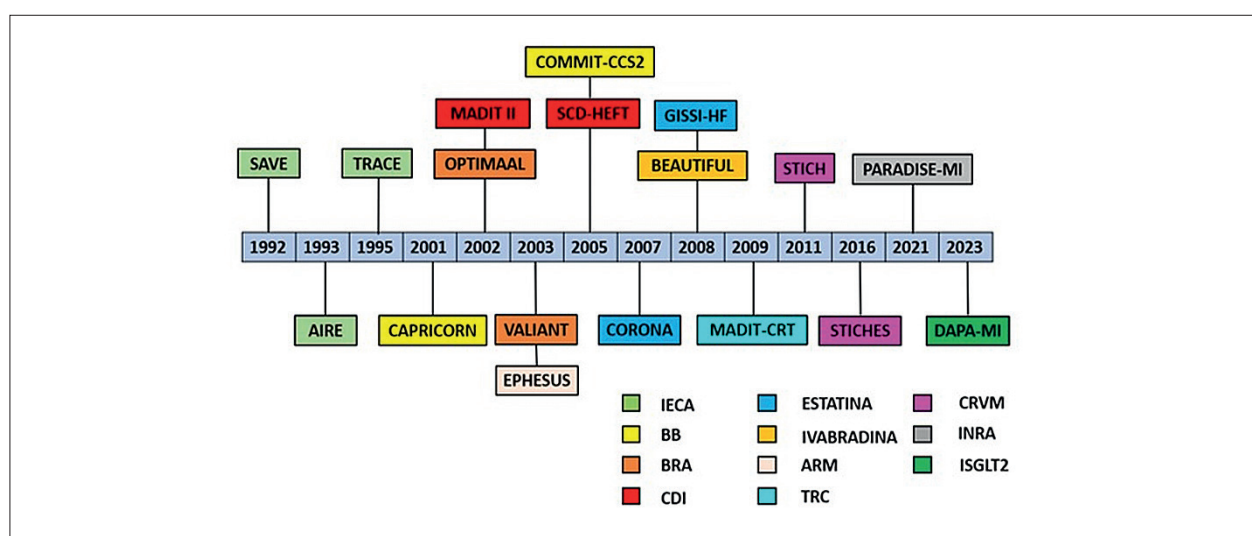 COMMIT-CCS2
MADIT II
SCD-HEFT
GISSI-HF
SAVE
TRACE
OPTIMAAL
BEAUTIFUL
STICH
PARADISE-MI
1992 1993 1995 2001 2002 2003 2005 2007 2008 2009 2011 2016 2021 2023
AIRE
CAPRICORN
VALIANT
CORONA
MADIT-CRT
STICHES
DAPA-MI
EPHESUS
IECA
BB
BRA
CDI
ESTATINA
IVABRADINA
ARM
TRC
CRVM
INRA
ISGLT2